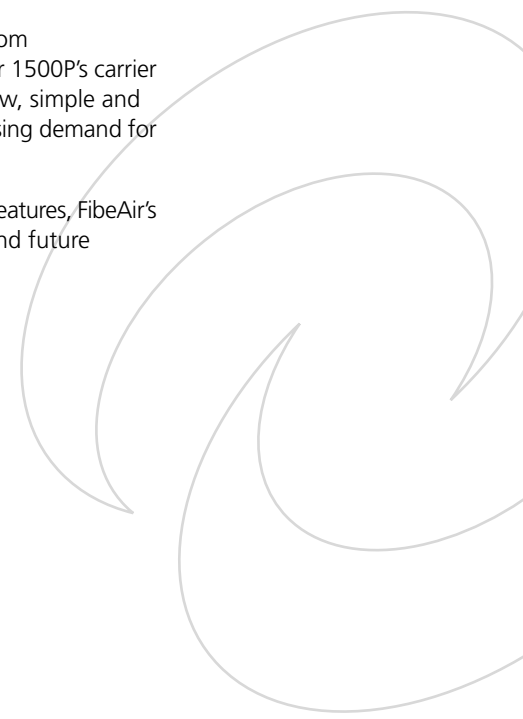 om
r 1500P's carrier
w, simple and
sing demand for
eatures, FibeAir's
nd future